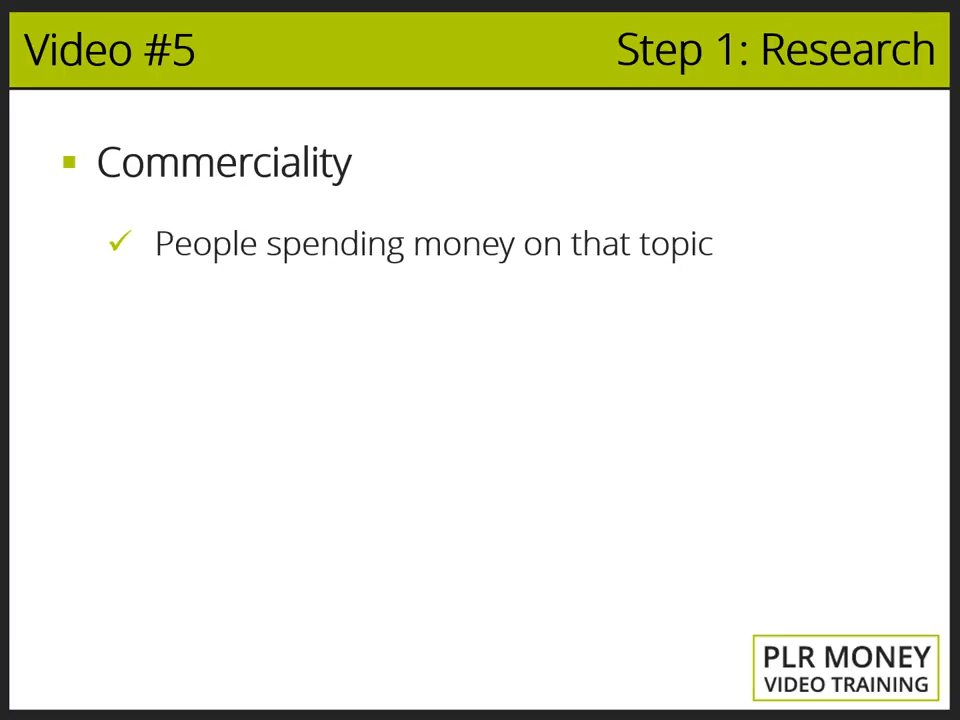 Video #5
Step 1: Research
Commerciality
People spending money on that topic
PLR MONEY
VIDEO TRAINING